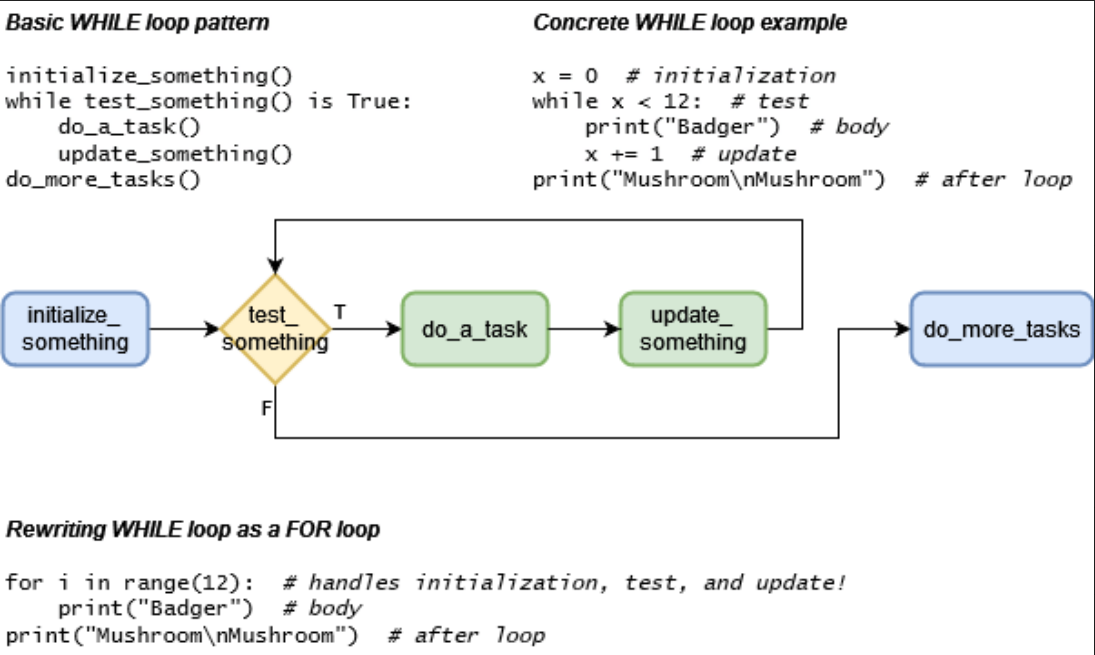 Basic WHILE loop pattern
initialize_something()
while test_something() is True:
    do_a_task()
    update_something()
do_more_tasks()
Concrete WHILE loop example
x = 0  # initialization
while x < 12:  # test
    print("Badger")  # body
    x += 1  # update
print("Mushroom\nMushroom")  # after loop
initialize_
something
test_
something
T
F
do_a_task
update_
something
do_more_tasks
Rewriting WHILE loop as a FOR loop
for i in range(12):  # handles initialization, test, and update!
    print("Badger")  # body
print("Mushroom\nMushroom")  # after loop